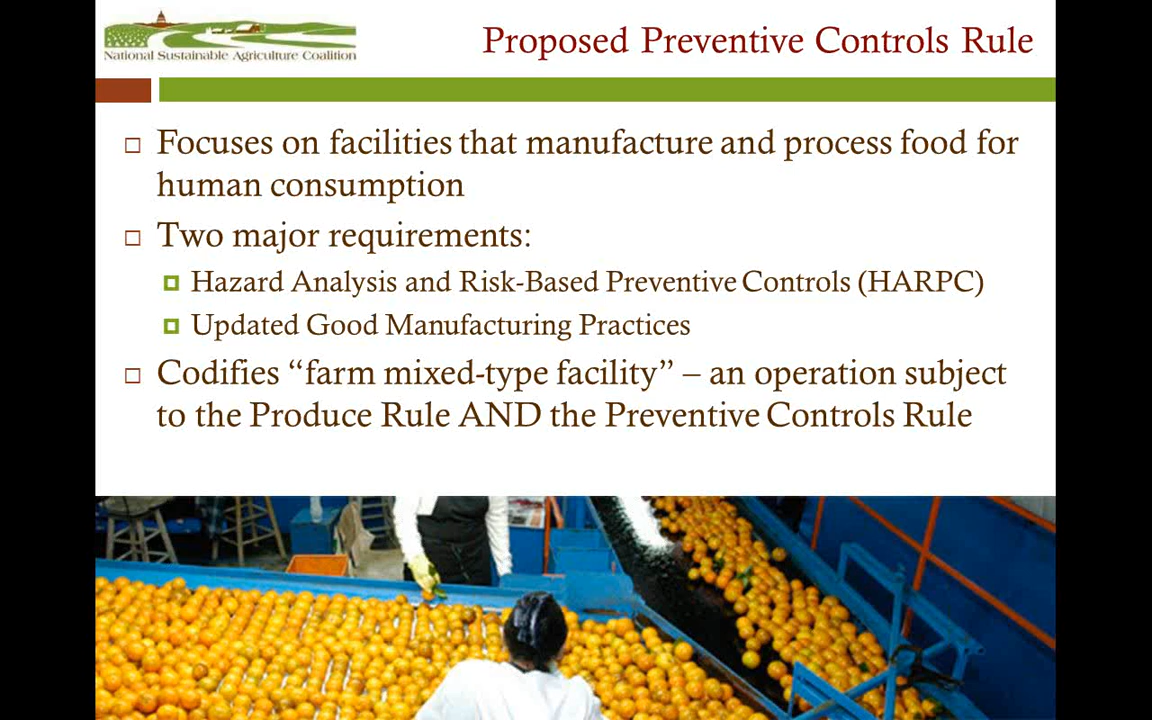 National Sustainable Agriculture Coalition
Proposed Preventive Controls Rule
Focuses on facilities that manufacture and process food for
human consumption
Two major requirements:
Hazard Analysis and Risk-Based Preventive Controls (HARPC)
Updated Good Manufacturing Practices
Codifies “farm mixed-type facility” – an operation subject
to the Produce Rule AND the Preventive Controls Rule